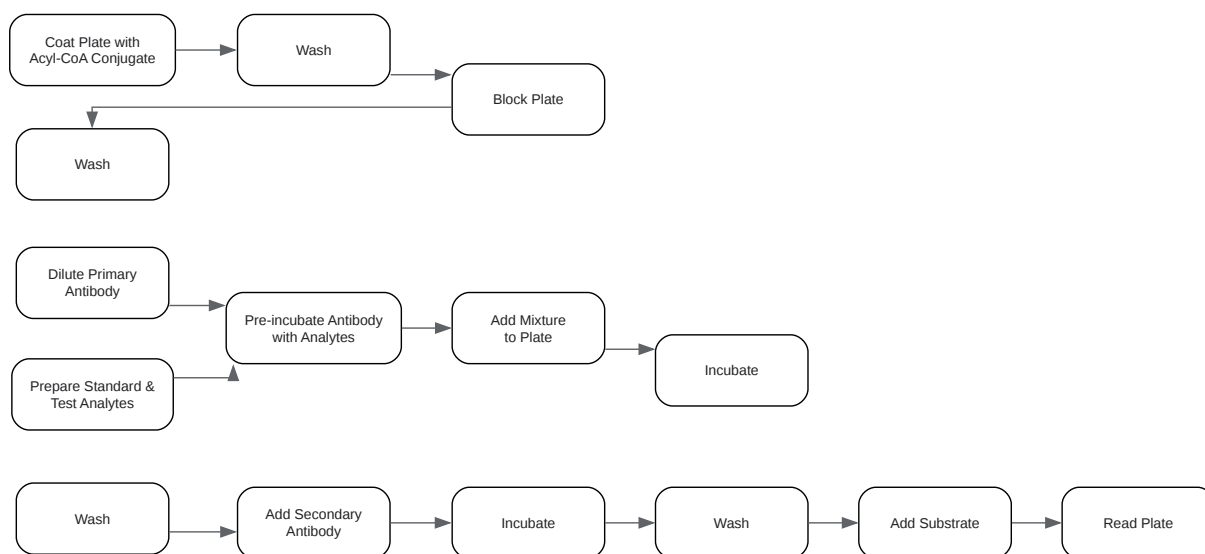 Coat Plate with
Acyl-CoA Conjugate
Wash
Block Plate
Wash
Dilute Primary
Antibody
Prepare Standard &
Test Analytes
Pre-incubate Antibody
with Analytes
Add Mixture
to Plate
Incubate
Wash
Add Secondary
Antibody
Incubate
Wash
Add Substrate
Read Plate